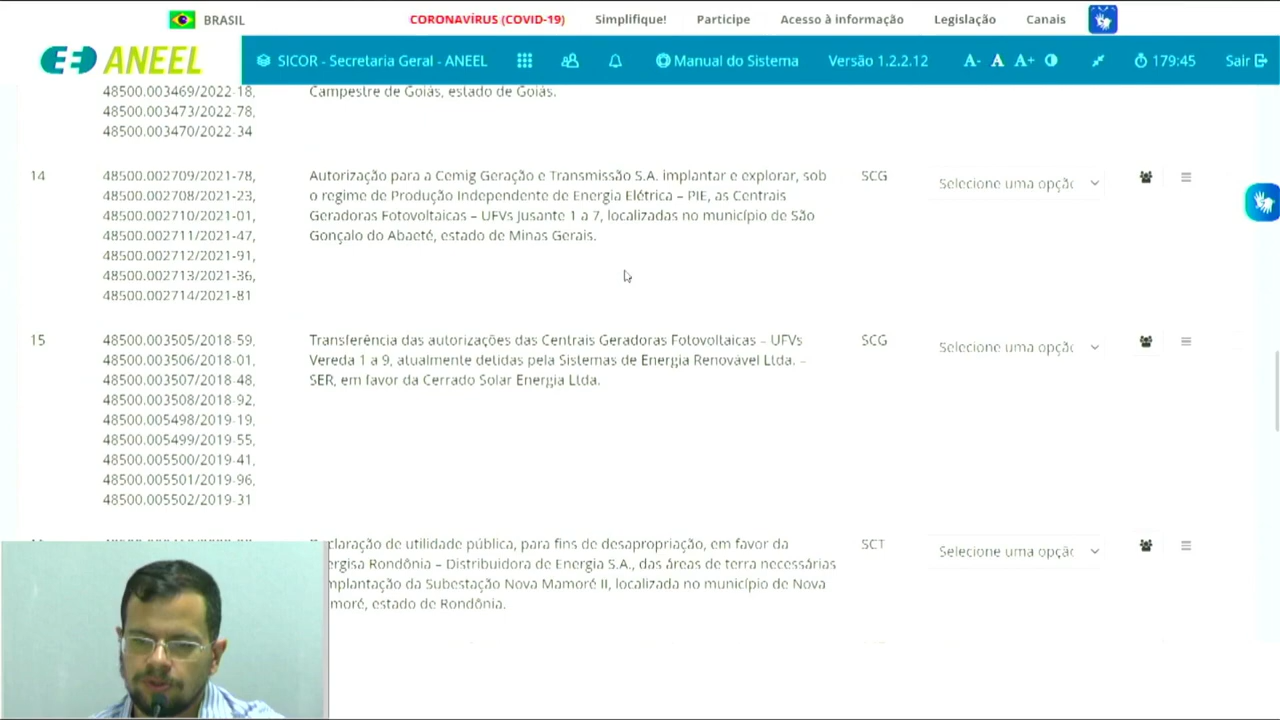 BRASIL
CORONAVÍRUS (COVID-19)
Simplifique!
Participe
Acesso à informação
Legislação
Canais
ANEEL
SICOR - Secretaria Geral - ANEEL
Manual do Sistema
Versão 1.2.2.12
A- A A+
179:45
Sair
48500.003469/2022-18,
48500.003473/2022-78,
48500.003470/2022-34
Campestre de Goiás, estado de Goiás.
14
48500.002709/2021-78,
48500.002708/2021-23,
48500.002710/2021-01,
48500.002711/2021-47,
48500.002712/2021-91,
48500.002713/2021-36,
48500.002714/2021-81
Autorização para a Cemig Geração e Transmissão S.A. implantar e explorar, sob
o regime de Produção Independente de Energia Elétrica – PIE, as Centrais
Geradoras Fotovoltaicas – UFVs Jusante 1 a 7, localizadas no município de São
Gonçalo do Abaeté, estado de Minas Gerais.
SCG
Selecione uma opçã
15
48500.003505/2018-59,
48500.003506/2018-01,
48500.003507/2018-48,
48500.003508/2018-92,
48500.005498/2019-19,
48500.005499/2019-55,
48500.005500/2019-41,
48500.005501/2019-96,
48500.005502/2019-31
Transferência das autorizações das Centrais Geradoras Fotovoltaicas – UFVs
Vereda 1 a 9, atualmente detidas pela Sistemas de Energia Renovável Ltda. –
SER, em favor da Cerrado Solar Energia Ltda.
SCG
Selecione uma opçã
claração de utilidade pública, para fins de desapropriação, em favor da
ergisa Rondônia – Distribuidora de Energia S.A., das áreas de terra necessárias
mplantação da Subestação Nova Mamoré II, localizada no município de Nova
moré, estado de Rondônia.
SCT
Selecione uma opçã